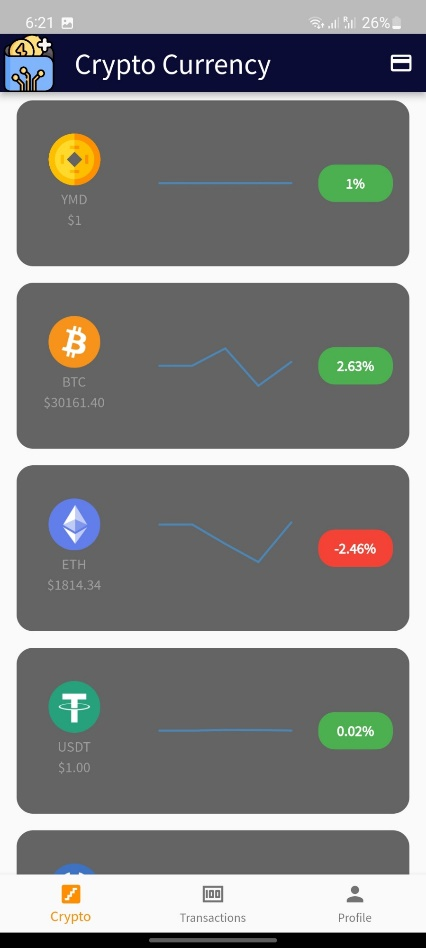 6:21 26%
Crypto Currency
YMD
$1
1%
BTC
$30161.40
2.63%
ETH
$1814.34
-2.46%
USDT
$1.00
0.02%
Crypto Transactions Profile